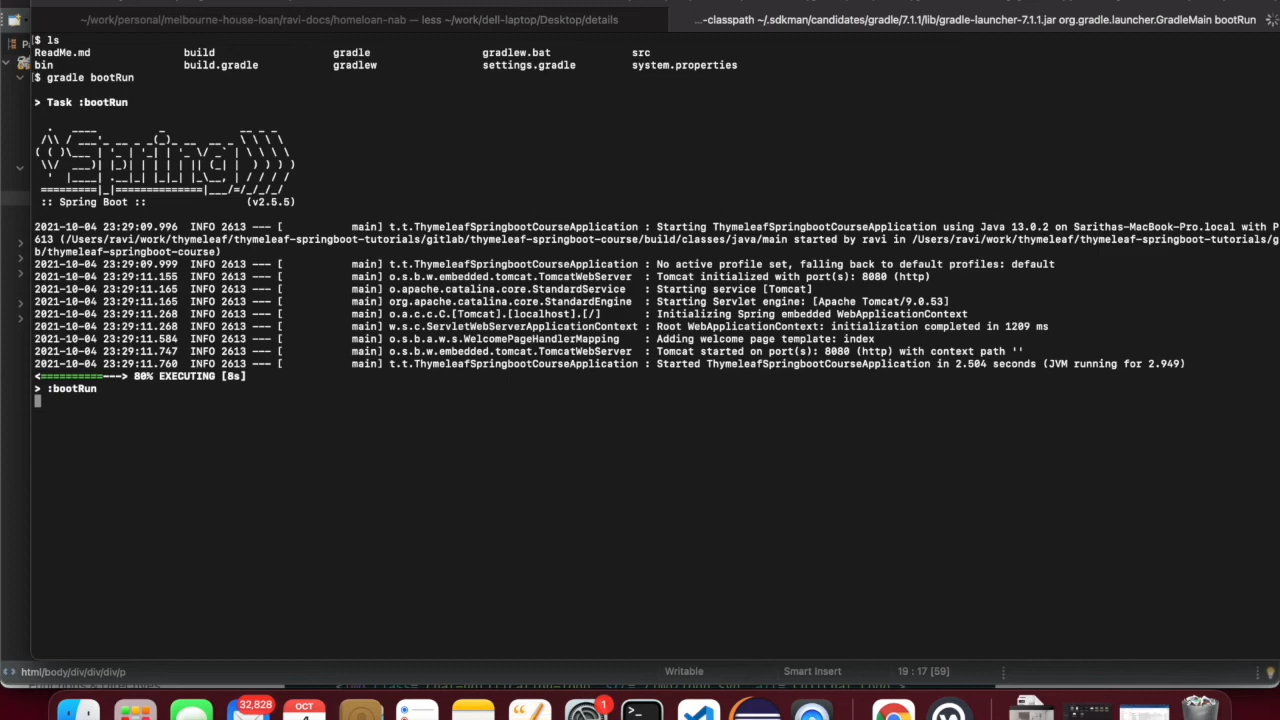 ~/work/personal/melbourne-house-loan/ravi-docs/homeloan-nab — less ~/work/dell-laptop/Desktop/details
...-classpath ~/.sdkman/candidates/gradle/7.1.1/lib/gradle-launcher-7.1.1.jar org.gradle.launcher.GradleMain bootRun
$ ls
ReadMe.md build gradle gradlew.bat src
bin build.gradle gradlew settings.gradle system.properties
$ gradle bootRun
> Task :bootRun
:: Spring Boot :: (v2.5.5)
2021-10-04 23:29:09.996 INFO 2613 --- [ main] t.t.ThymeleafSpringbootCourseApplication : Starting ThymeleafSpringbootCourseApplication using Java 13.0.2 on Sarithas-MacBook-Pro.local with P
613 (/Users/ravi/work/thymeleaf/thymeleaf-springboot-tutorials/gitlab/thymeleaf-springboot-course/build/classes/java/main started by ravi in /Users/ravi/work/thymeleaf/thymeleaf-springboot-tutorials/g
b/thymeleaf-springboot-course)
2021-10-04 23:29:09.999 INFO 2613 --- [ main] t.t.ThymeleafSpringbootCourseApplication : No active profile set, falling back to default profiles: default
2021-10-04 23:29:11.155 INFO 2613 --- [ main] o.s.b.w.embedded.tomcat.TomcatWebServer : Tomcat initialized with port(s): 8080 (http)
2021-10-04 23:29:11.165 INFO 2613 --- [ main] o.apache.catalina.core.StandardService : Starting service [Tomcat]
2021-10-04 23:29:11.165 INFO 2613 --- [ main] org.apache.catalina.core.StandardEngine : Starting Servlet engine: [Apache Tomcat/9.0.53]
2021-10-04 23:29:11.268 INFO 2613 --- [ main] o.a.c.c.C.[Tomcat].[localhost].[/] : Initializing Spring embedded WebApplicationContext
2021-10-04 23:29:11.268 INFO 2613 --- [ main] w.s.c.ServletWebServerApplicationContext : Root WebApplicationContext: initialization completed in 1209 ms
2021-10-04 23:29:11.584 INFO 2613 --- [ main] o.s.b.a.w.s.WelcomePageHandlerMapping : Adding welcome page template: index
2021-10-04 23:29:11.747 INFO 2613 --- [ main] o.s.b.w.embedded.tomcat.TomcatWebServer : Tomcat started on port(s): 8080 (http) with context path ''
2021-10-04 23:29:11.760 INFO 2613 --- [ main] t.t.ThymeleafSpringbootCourseApplication : Started ThymeleafSpringbootCourseApplication in 2.504 seconds (JVM running for 2.949)
<==========---> 80% EXECUTING [8s]
> :bootRun
html/body/div/div/div/p Writable Smart Insert 19 : 17 [59]
32,828
OCT
1